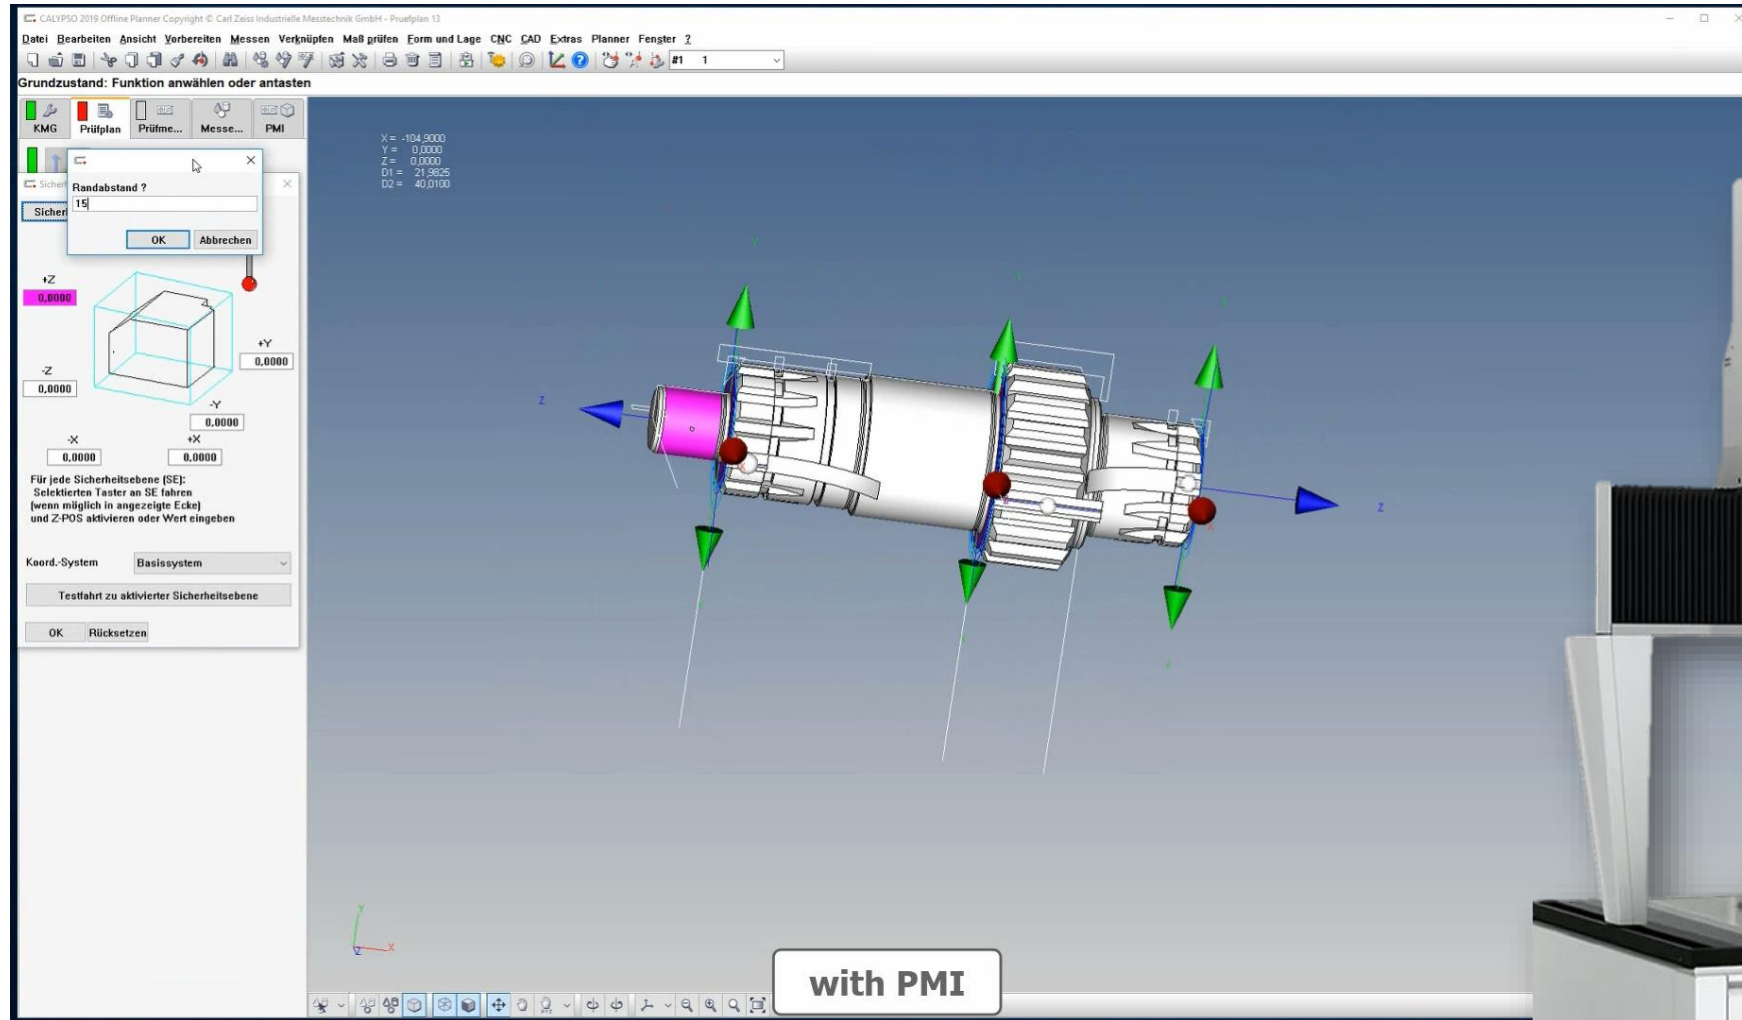 CALYPSO 2019 Offline Planner Copyright © Carl Zeiss Industrielle Messtechnik GmbH - Pruefplan 13
Datei Bearbeiten Ansicht Vorbereiten Messen Verknüpfen Maß prüfen Form und Lage CNC CAD Extras Planner Fenster ?
#1 1
Grundzustand: Funktion anwählen oder antasten
KMG Prüfplan Prüfme... Messe... PMI
X = -104,9000
Y = 0,0000
Z = 0,0000
D1 = 21,9825
D2 = 40,0100
Randabstand ?
15
OK Abbrechen
Sicher
+Z
0,0000
+Y
0,0000
-Z
0,0000
-Y
0,0000
-X +X
0,0000 0,0000
Für jede Sicherheitsebene (SE):
Selektierten Taster an SE fahren
(wenn möglich in angezeigte Ecke)
und Z-POS aktivieren oder Wert eingeben
Koord.-System Basissystem
Testfahrt zu aktivierter Sicherheitsebene
OK Rücksetzen
Z
Z
Y
X
Z
with PMI